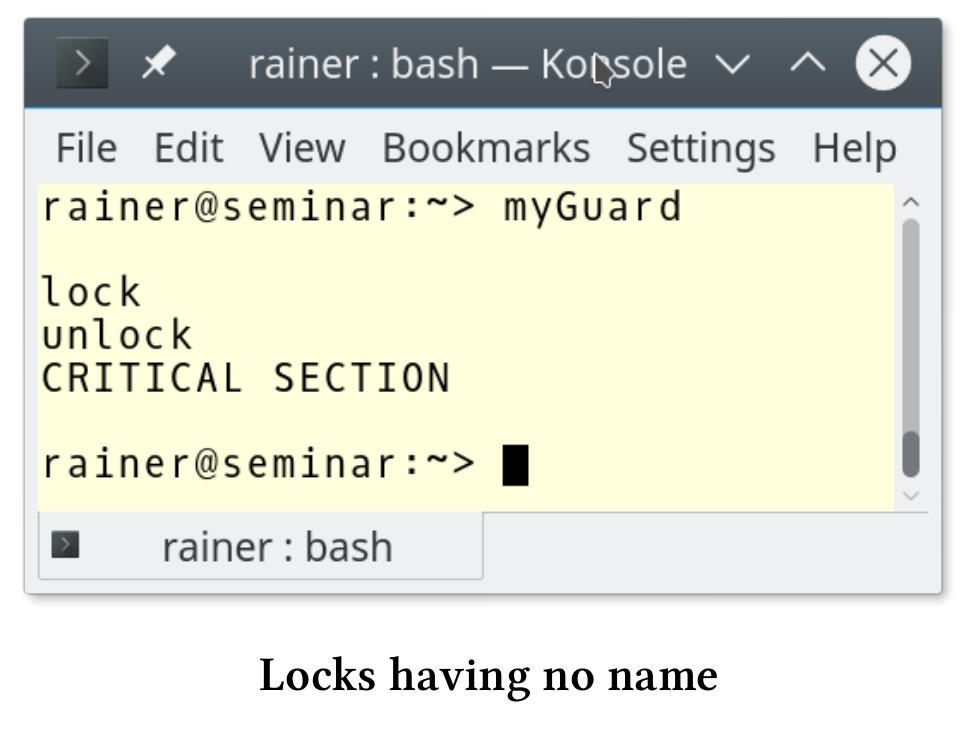 rainer : bash — Konsole
File Edit View Bookmarks Settings Help
rainer@seminar:~> myGuard
lock
unlock
CRITICAL SECTION
rainer@seminar:~>
rainer : bash
Locks having no name